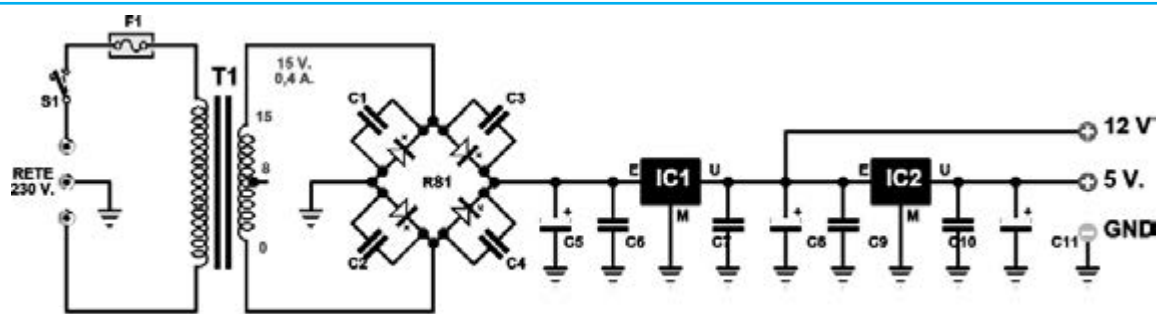 F1
S1
T1
15 V.
0,4 A.
15
8
0
RETE
230 V.
C1
C3
RS1
C2
C4
E IC1 U
M
C5
C6
C7
C8
E IC2 U
M
C9
C10
C11
12 V
5 V.
GND